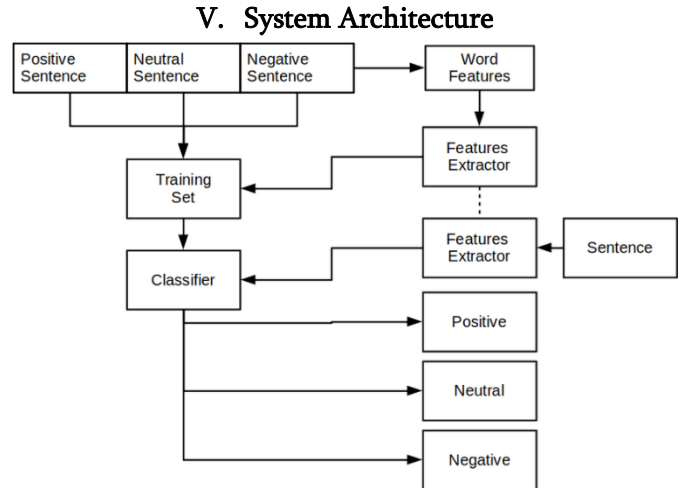 V. System Architecture
Positive
Sentence
Neutral
Sentence
Negative
Sentence
Word
Features
Features
Extractor
Training
Set
Features
Extractor
Sentence
Classifier
Positive
Neutral
Negative